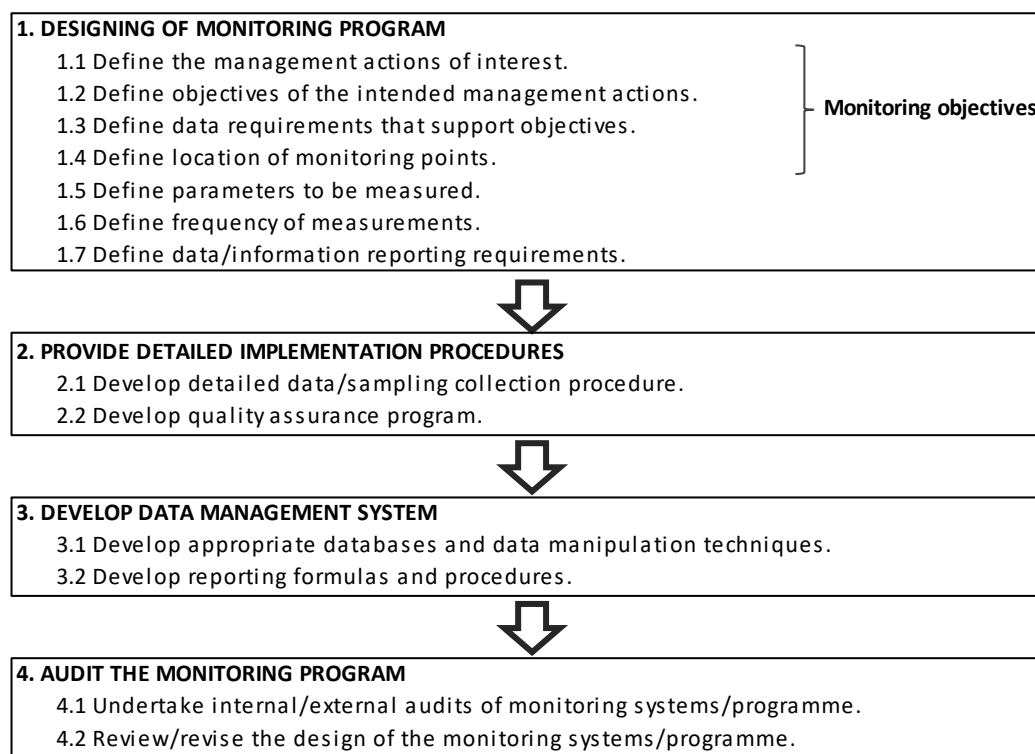 1. DESIGNING OF MONITORING PROGRAM
1.1 Define the management actions of interest.
1.2 Define objectives of the intended management actions.
1.3 Define data requirements that support objectives.
1.4 Define location of monitoring points.
Monitoring objectives
1.5 Define parameters to be measured.
1.6 Define frequency of measurements.
1.7 Define data/information reporting requirements.
2. PROVIDE DETAILED IMPLEMENTATION PROCEDURES
2.1 Develop detailed data/sampling collection procedure.
2.2 Develop quality assurance program.
3. DEVELOP DATA MANAGEMENT SYSTEM
3.1 Develop appropriate databases and data manipulation techniques.
3.2 Develop reporting formulas and procedures.
4. AUDIT THE MONITORING PROGRAM
4.1 Undertake internal/external audits of monitoring systems/programme.
4.2 Review/revise the design of the monitoring systems/programme.